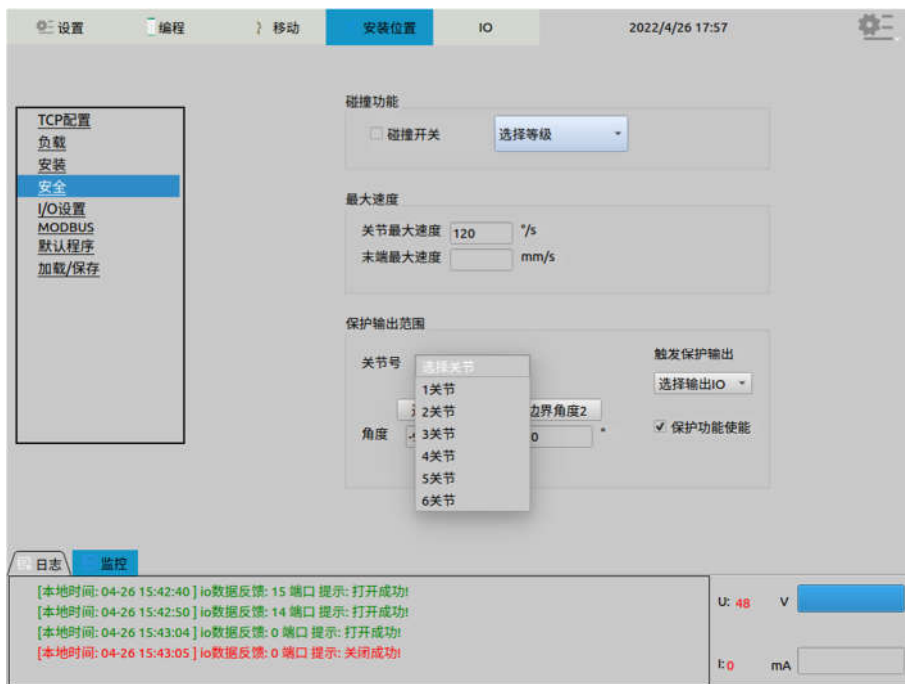 设置 编程 移动 安装位置 IO 2022/4/26 17:57
碰撞功能
碰撞开关 选择等级
TCP配置
负载
安装
安全
I/O设置
MODBUS
默认程序
加载/保存
最大速度
关节最大速度 120 °/s
末端最大速度 mm/s
保护输出范围
关节号 选择关节
1关节
2关节
3关节
4关节
5关节
6关节
边界角度2
角度 0 °
触发保护输出
选择输出IO
保护功能使能
日志 监控
[本地时间: 04-26 15:42:40 ] io数据反馈: 15 端口 提示: 打开成功!
[本地时间: 04-26 15:42:50 ] io数据反馈: 14 端口 提示: 打开成功!
[本地时间: 04-26 15:43:04 ] io数据反馈: 0 端口 提示: 打开成功!
[本地时间: 04-26 15:43:05 ] io数据反馈: 0 端口 提示: 关闭成功!
U: 48 V
I: 0 mA